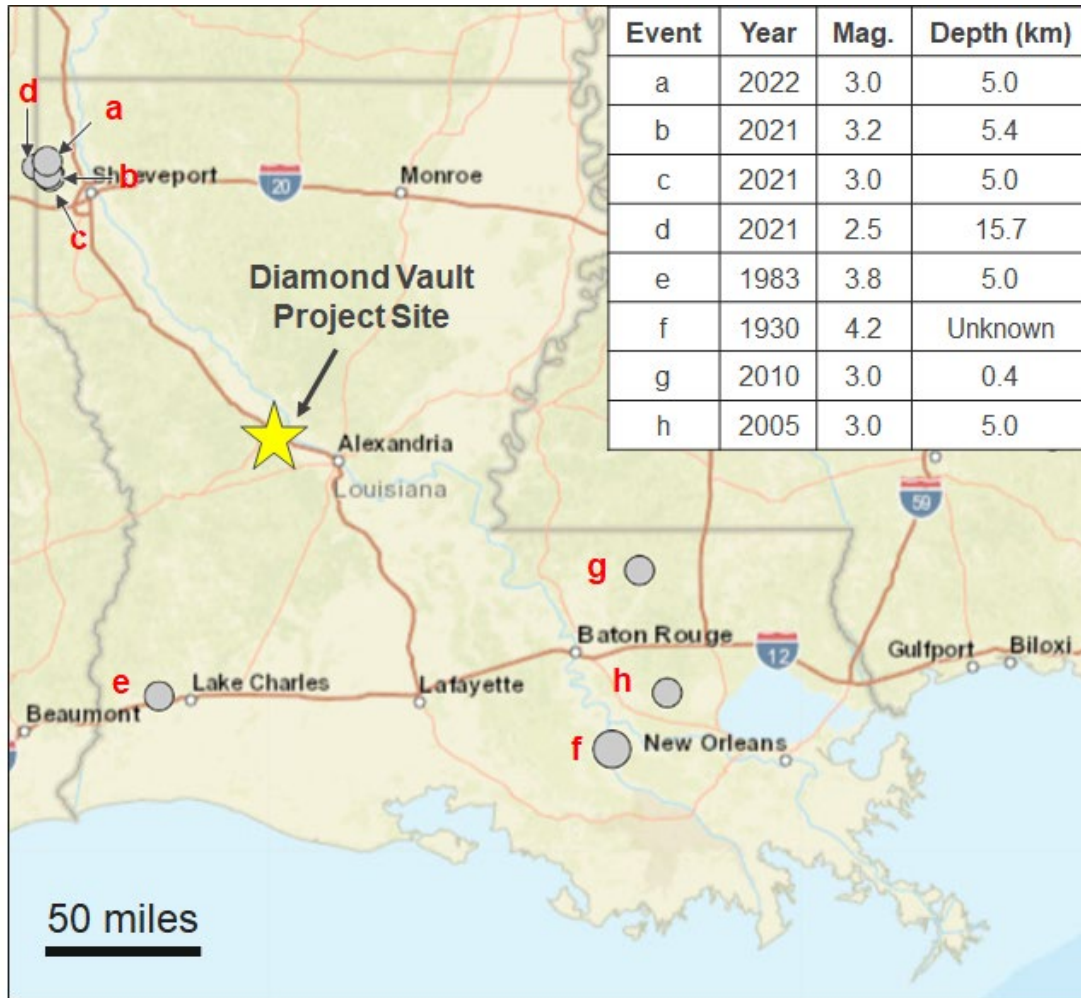 Event Year Mag. Depth (km)
a 2022 3.0 5.0
b 2021 3.2 5.4
c 2021 3.0 5.0
d 2021 2.5 15.7
e 1983 3.8 5.0
f 1930 4.2 Unknown
g 2010 3.0 0.4
h 2005 3.0 5.0
d
a
b
c
Shreveport
20
Monroe
Diamond Vault
Project Site
Alexandria
Louisiana
59
g
Baton Rouge
12
Gulfport
Biloxi
e
Lake Charles
Lafayette
h
Beaumont
f
New Orleans
50 miles